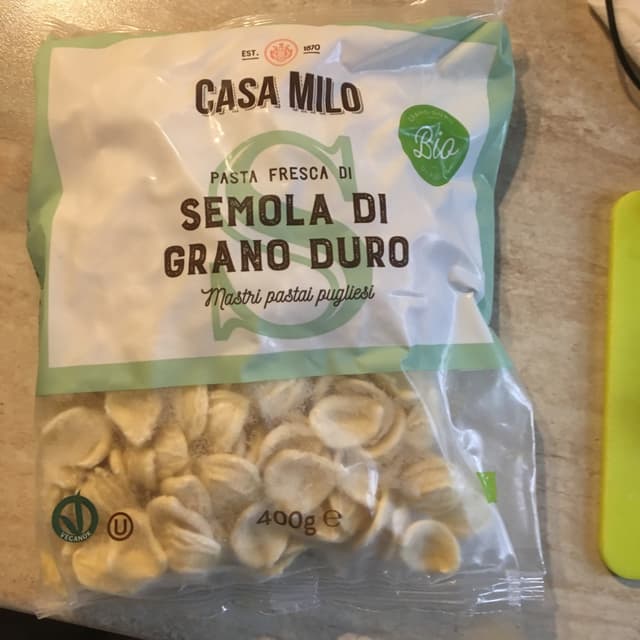 EST. 1870
CASA MILO
Bio
PASTA FRESCA DI
SEMOLA DI
GRANO DURO
Mastri pastai pugliesi
S
VEGANOK
U
400g e